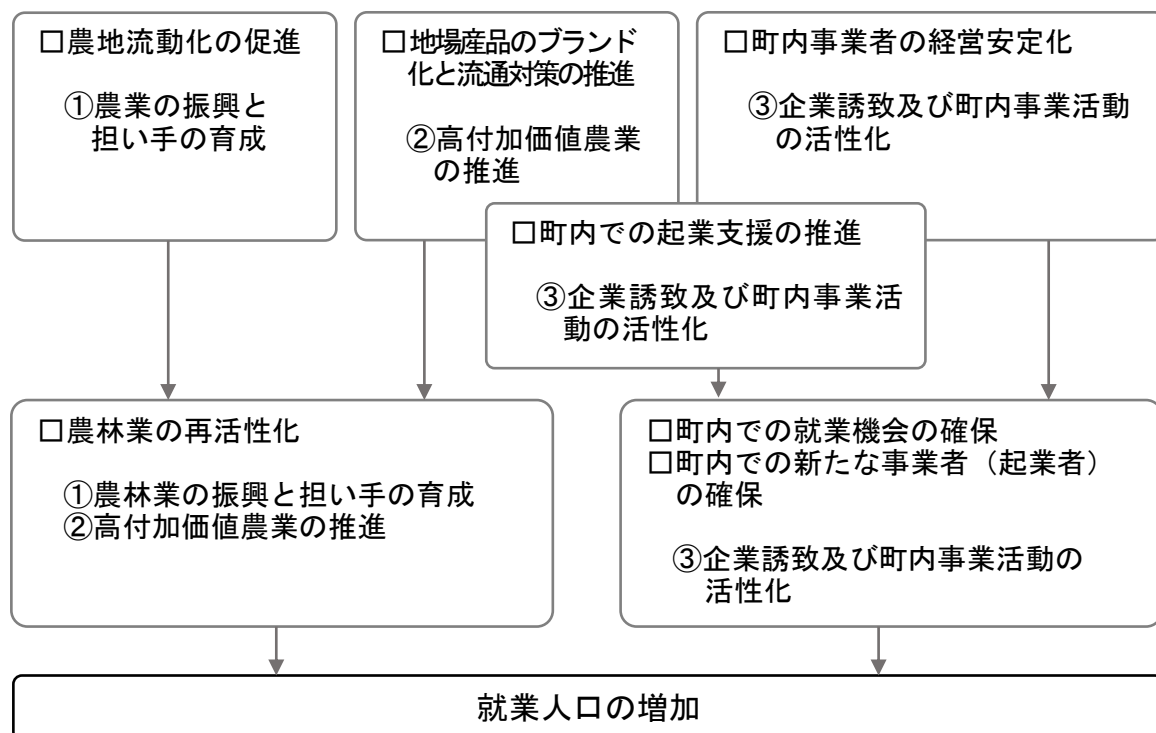 □農地流動化の促進
①農業の振興と
担い手の育成
□地場産品のブランド
化と流通対策の推進
②高付加価値農業
の推進
□町内事業者の経営安定化
③企業誘致及び町内事業活動
の活性化
□町内での起業支援の推進
③企業誘致及び町内事業活
動の活性化
□農林業の再活性化
①農林業の振興と担い手の育成
②高付加価値農業の推進
□町内での就業機会の確保
□町内での新たな事業者（起業者）
の確保
③企業誘致及び町内事業活動の
活性化
就業人口の増加